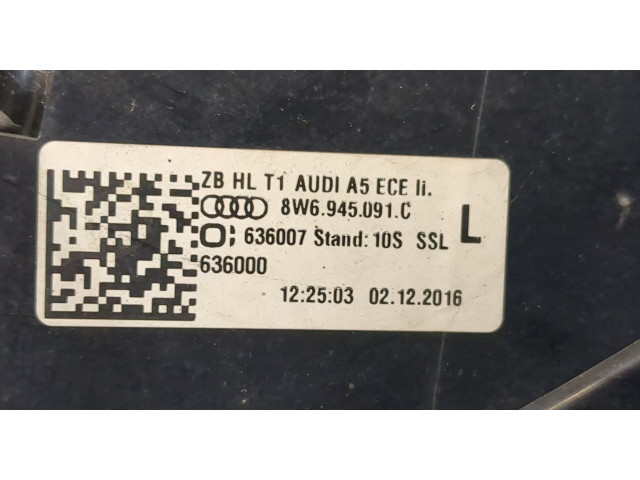 ZB HL T1 AUDI A5 ECE li.
8W6.945.091.C
636007 Stand: 10S SSL L
636000
12:25:03 02.12.2016